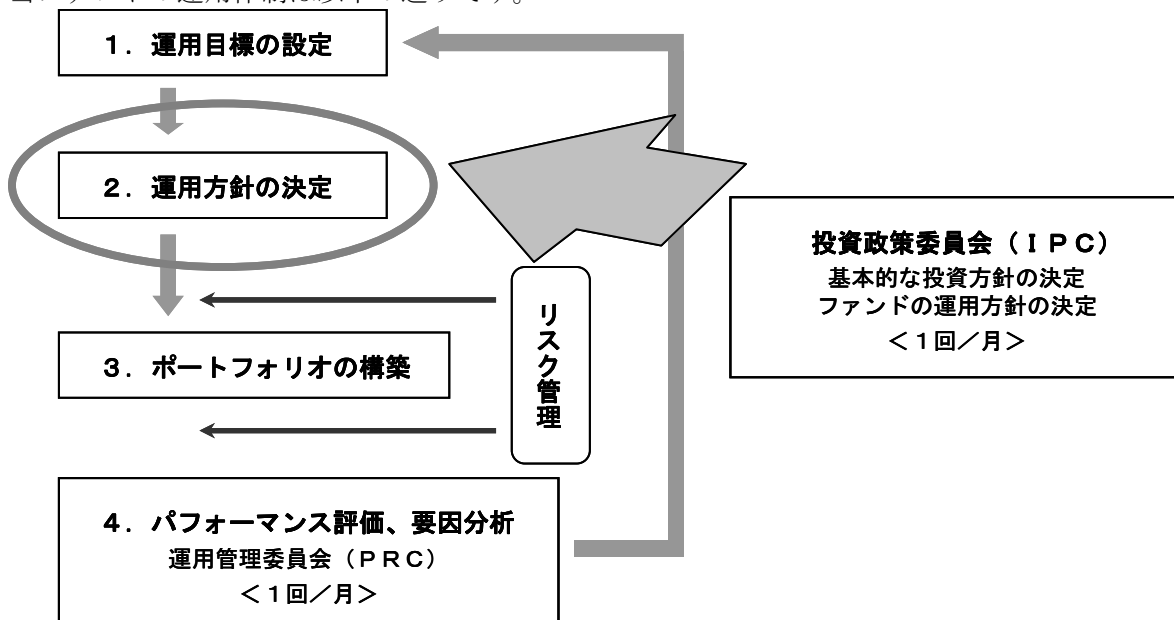 1．運用目標の設定
2．運用方針の決定
投資政策委員会（ＩＰＣ）
基本的な投資方針の決定
ファンドの運用方針の決定
＜１回／月＞
リスク管理
3．ポートフォリオの構築
4．パフォーマンス評価、要因分析
運用管理委員会（ＰＲＣ）
＜１回／月＞